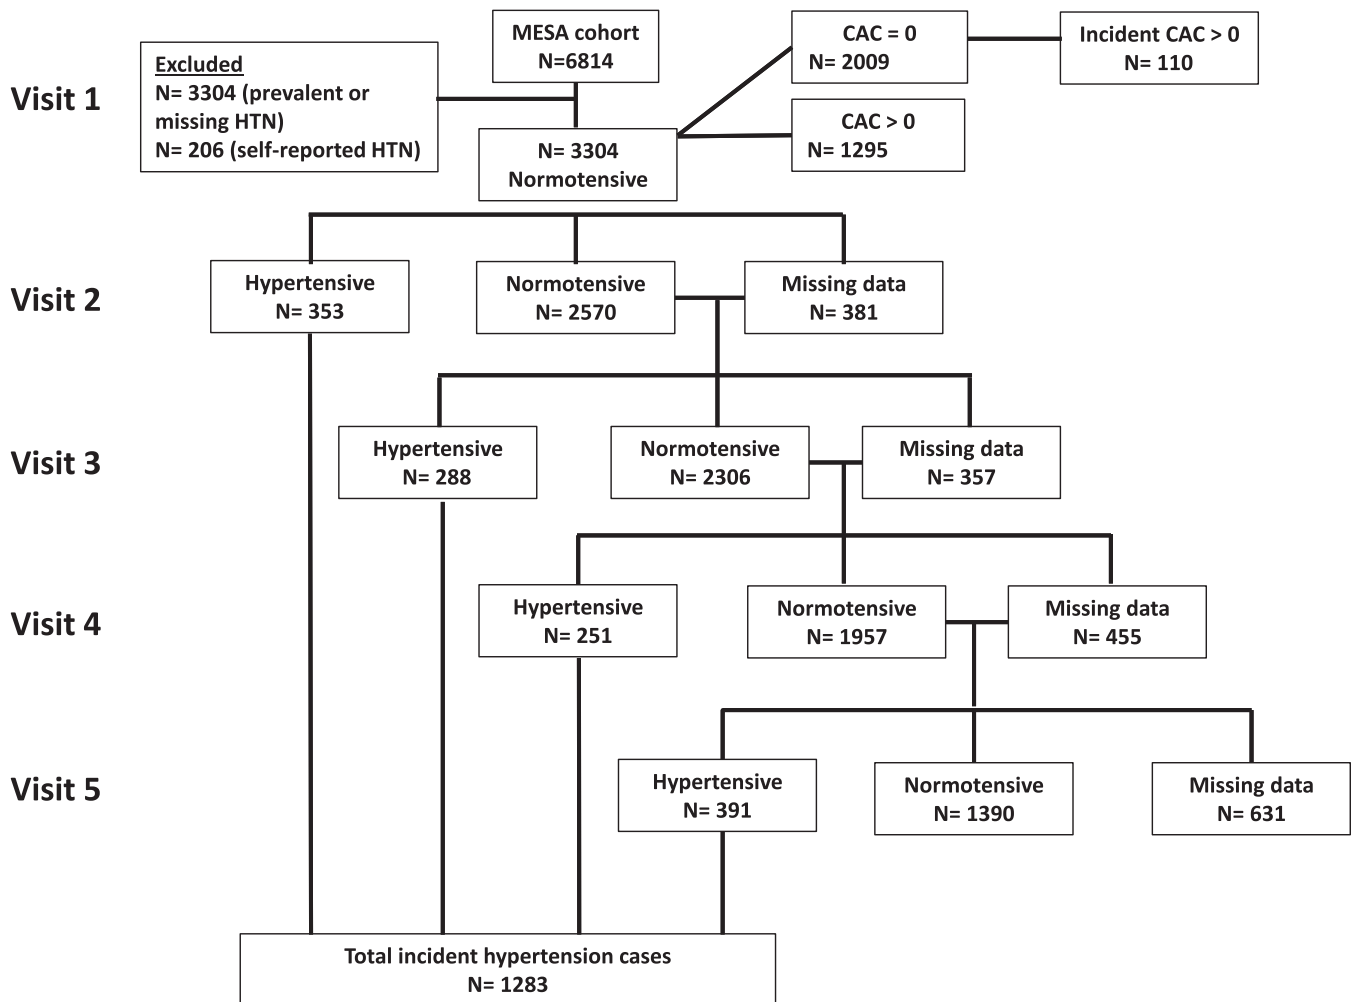 MESA cohort
N=6814
CAC = 0
N= 2009
Incident CAC > 0
N= 110
Excluded
N= 3304 (prevalent or
missing HTN)
N= 206 (self-reported HTN)
Visit 1
CAC > 0
N= 1295
N= 3304
Normotensive
Visit 2
Hypertensive
N= 353
Normotensive
N= 2570
Missing data
N= 381
Visit 3
Hypertensive
N= 288
Normotensive
N= 2306
Missing data
N= 357
Visit 4
Hypertensive
N= 251
Normotensive
N= 1957
Missing data
N= 455
Visit 5
Hypertensive
N= 391
Normotensive
N= 1390
Missing data
N= 631
Total incident hypertension cases
N= 1283